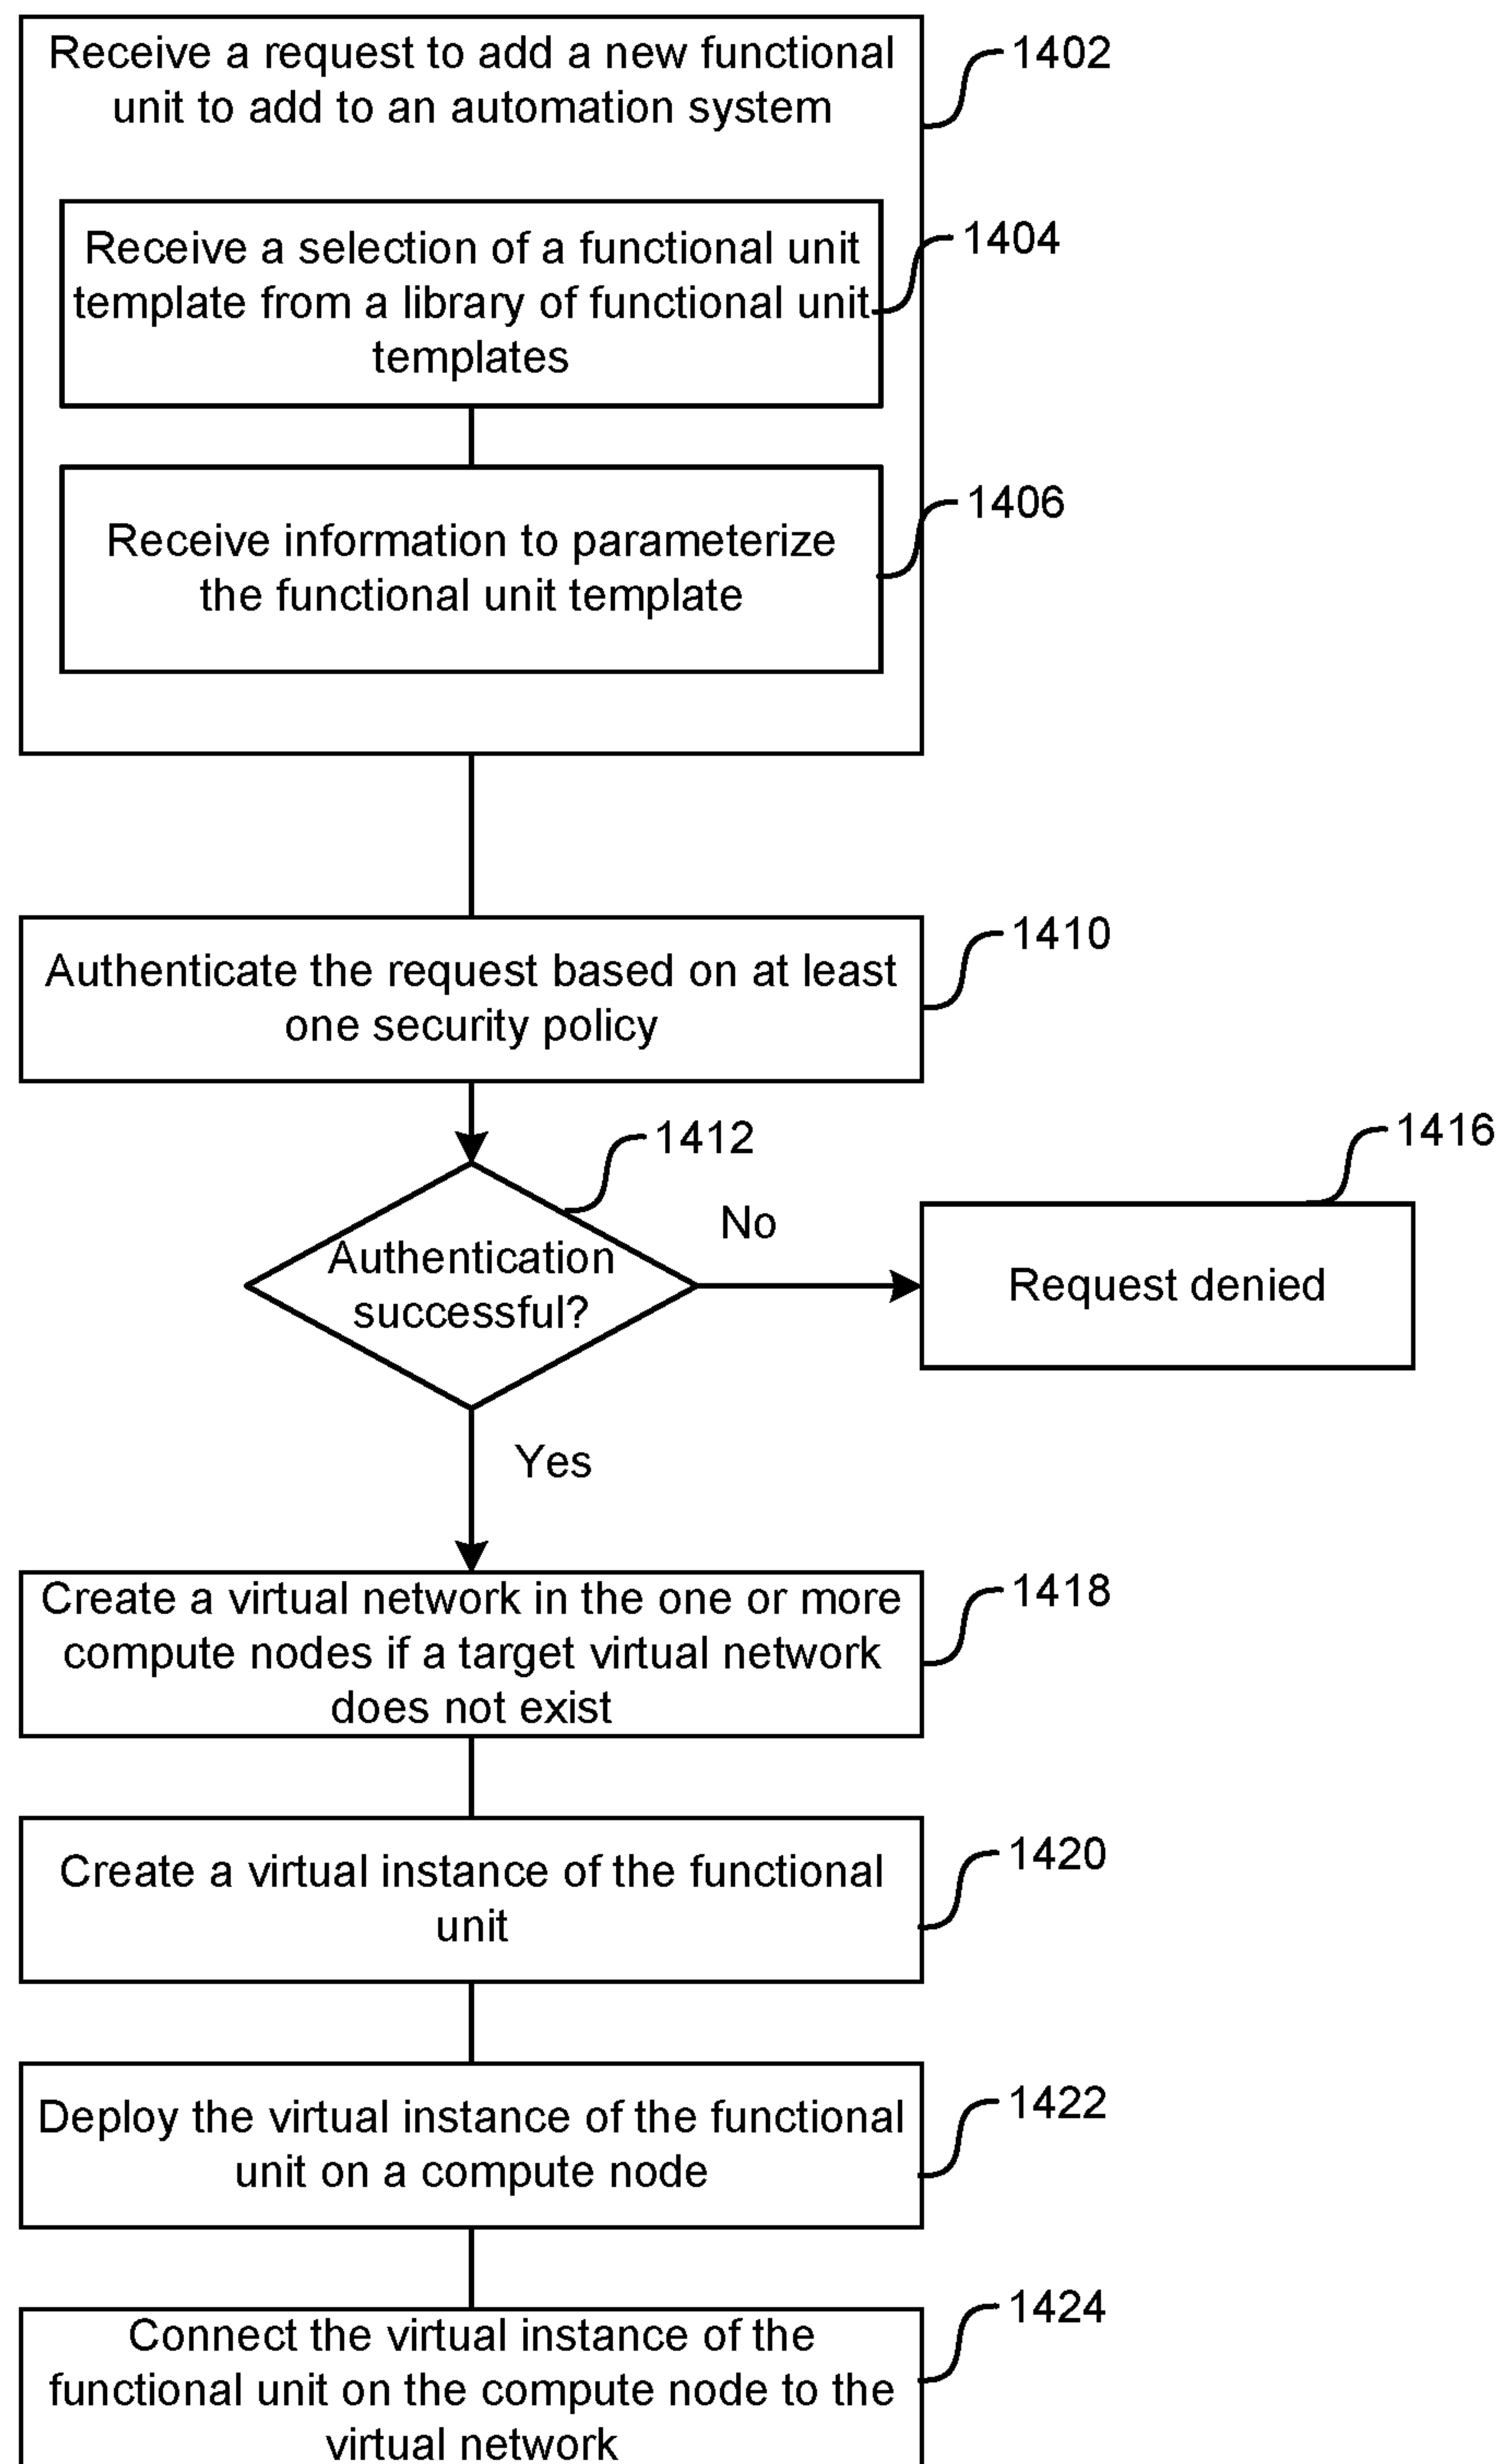 Receive a request to add a new functional
unit to add to an automation system
1402
Receive a selection of a functional unit
template from a library of functional unit
templates
1404
Receive information to parameterize
the functional unit template
1406
Authenticate the request based on at least
one security policy
1410
Authentication
successful?
1412
No
Request denied
1416
Yes
Create a virtual network in the one or more
compute nodes if a target virtual network
does not exist
1418
Create a virtual instance of the functional
unit
1420
Deploy the virtual instance of the functional
unit on a compute node
1422
Connect the virtual instance of the
functional unit on the compute node to the
virtual network
1424